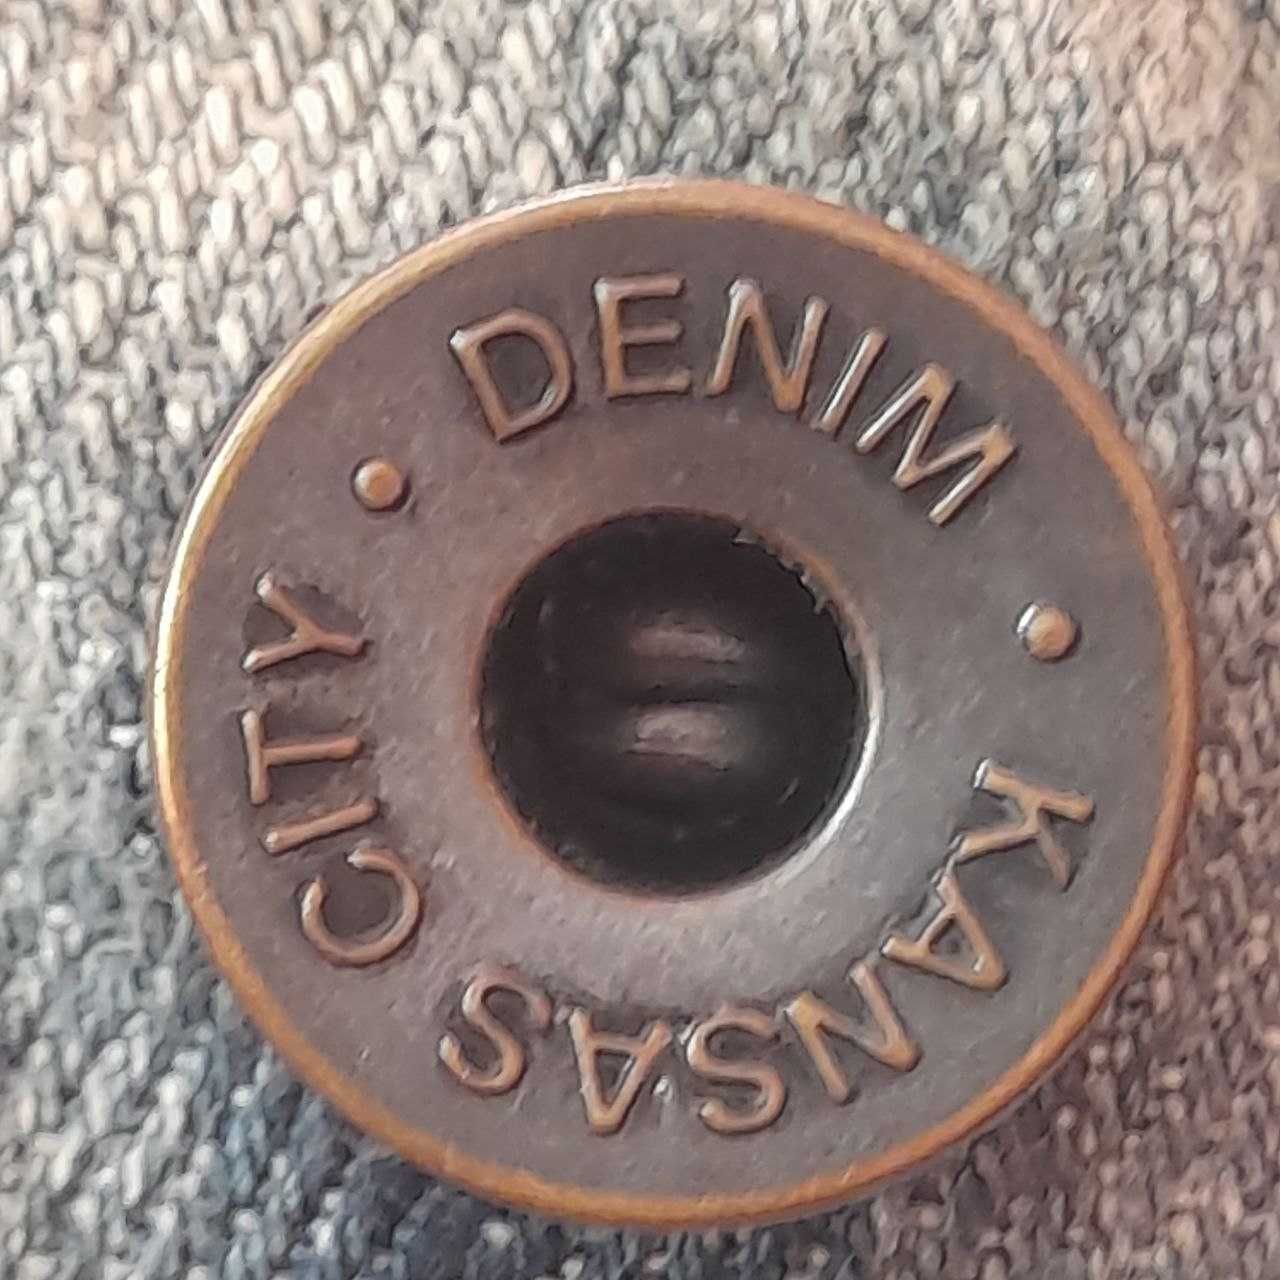 DENIM • KANSAS CITY •